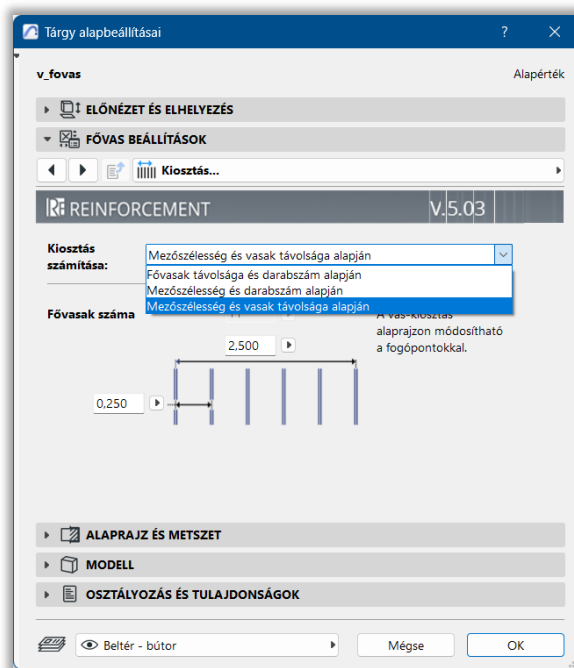 Tárgy alapbeállításai
v_fovas Alapérték
ELŐNÉZET ÉS ELHELYEZÉS
FŐVAS BEÁLLÍTÁSOK
Kiosztás...
REINFORCEMENT V.5.03
Kiosztás
számítása:
Mezőszélesség és vasak távolsága alapján
Fővasak távolsága és darabszám alapján
Mezőszélesség és darabszám alapján
Mezőszélesség és vasak távolsága alapján
Fővasak száma
A vas-kiosztás
alaprajzon módosítható
a fogópontokkal.
2,500
0,250
ALAPRAJZ ÉS METSZET
MODELL
OSZTÁLYOZÁS ÉS TULAJDONSÁGOK
Beltér - bútor
Mégse
OK